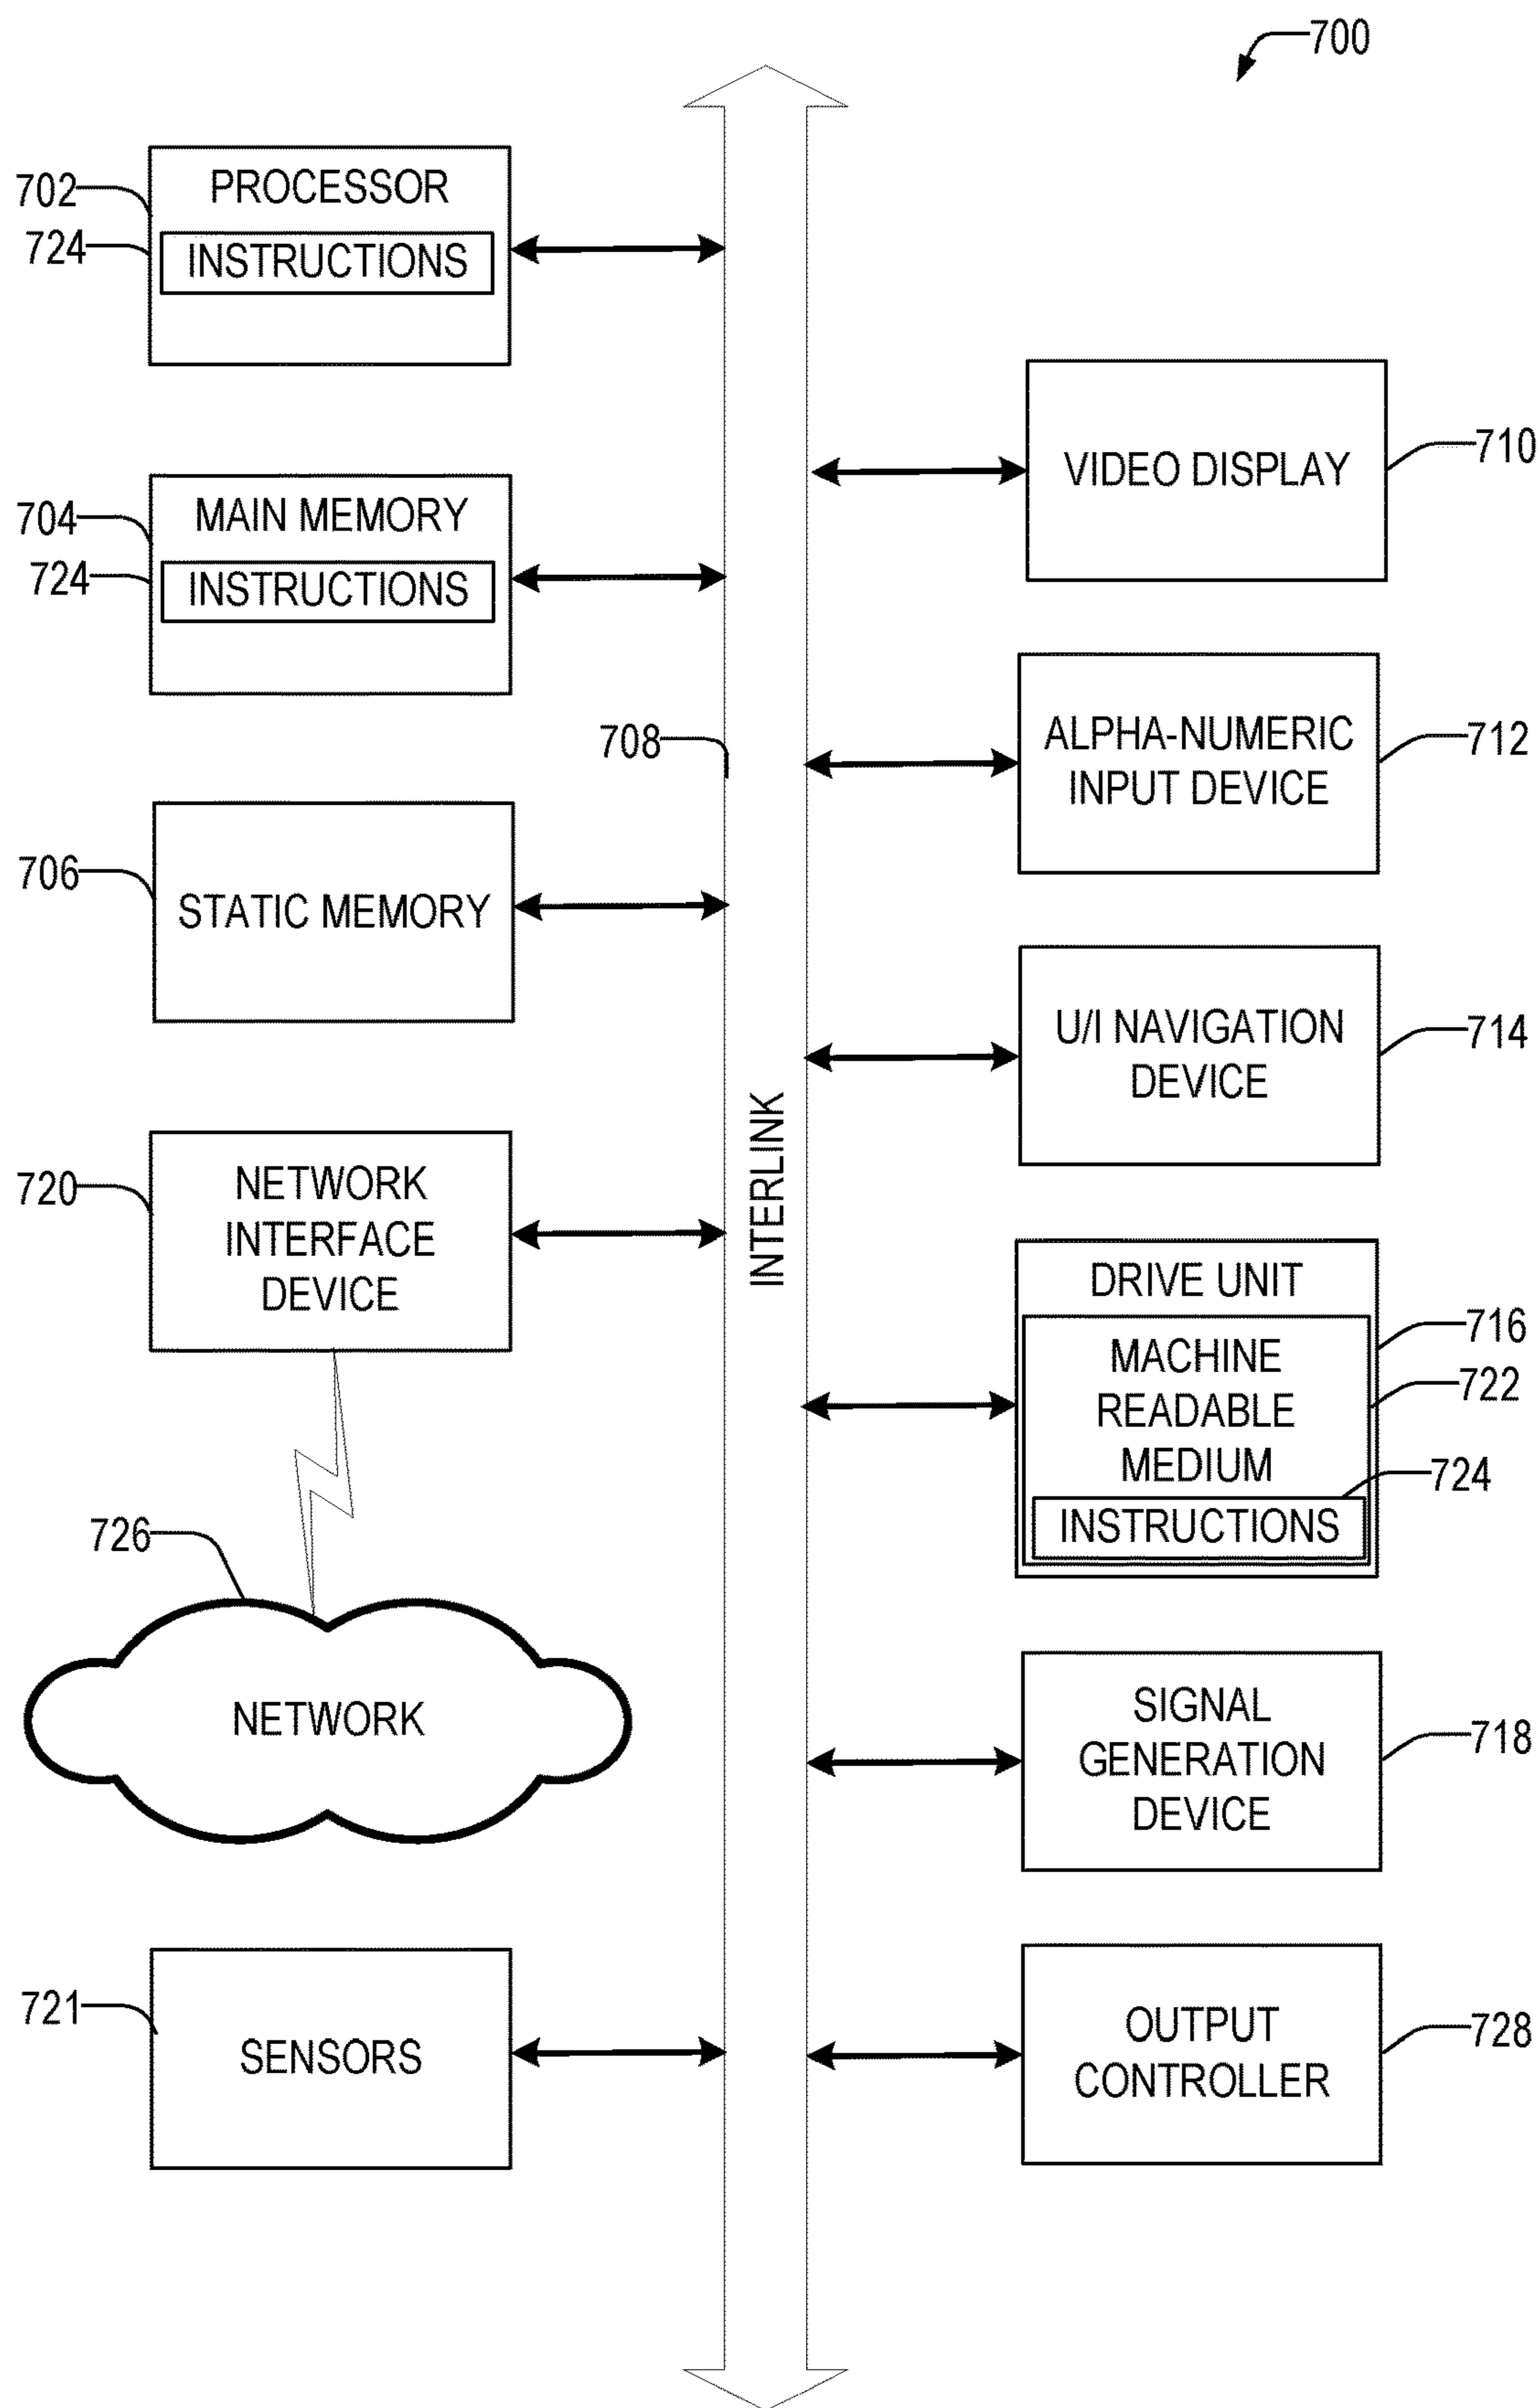 700
702
PROCESSOR
724
INSTRUCTIONS
704
MAIN MEMORY
724
INSTRUCTIONS
708
706
STATIC MEMORY
720
NETWORK
INTERFACE
DEVICE
726
NETWORK
721
SENSORS
INTERLINK
VIDEO DISPLAY
710
ALPHA-NUMERIC
INPUT DEVICE
712
U/I NAVIGATION
DEVICE
714
DRIVE UNIT
716
MACHINE
READABLE
MEDIUM
722
724
INSTRUCTIONS
SIGNAL
GENERATION
DEVICE
718
OUTPUT
CONTROLLER
728